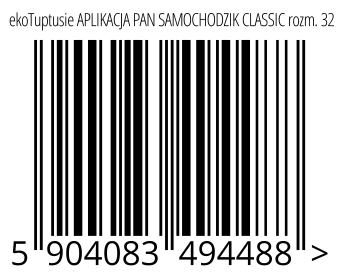 ekoTuptusie APLIKACJA PAN SAMOCHODZIK CLASSIC rozm. 32
5 904083 494488 >